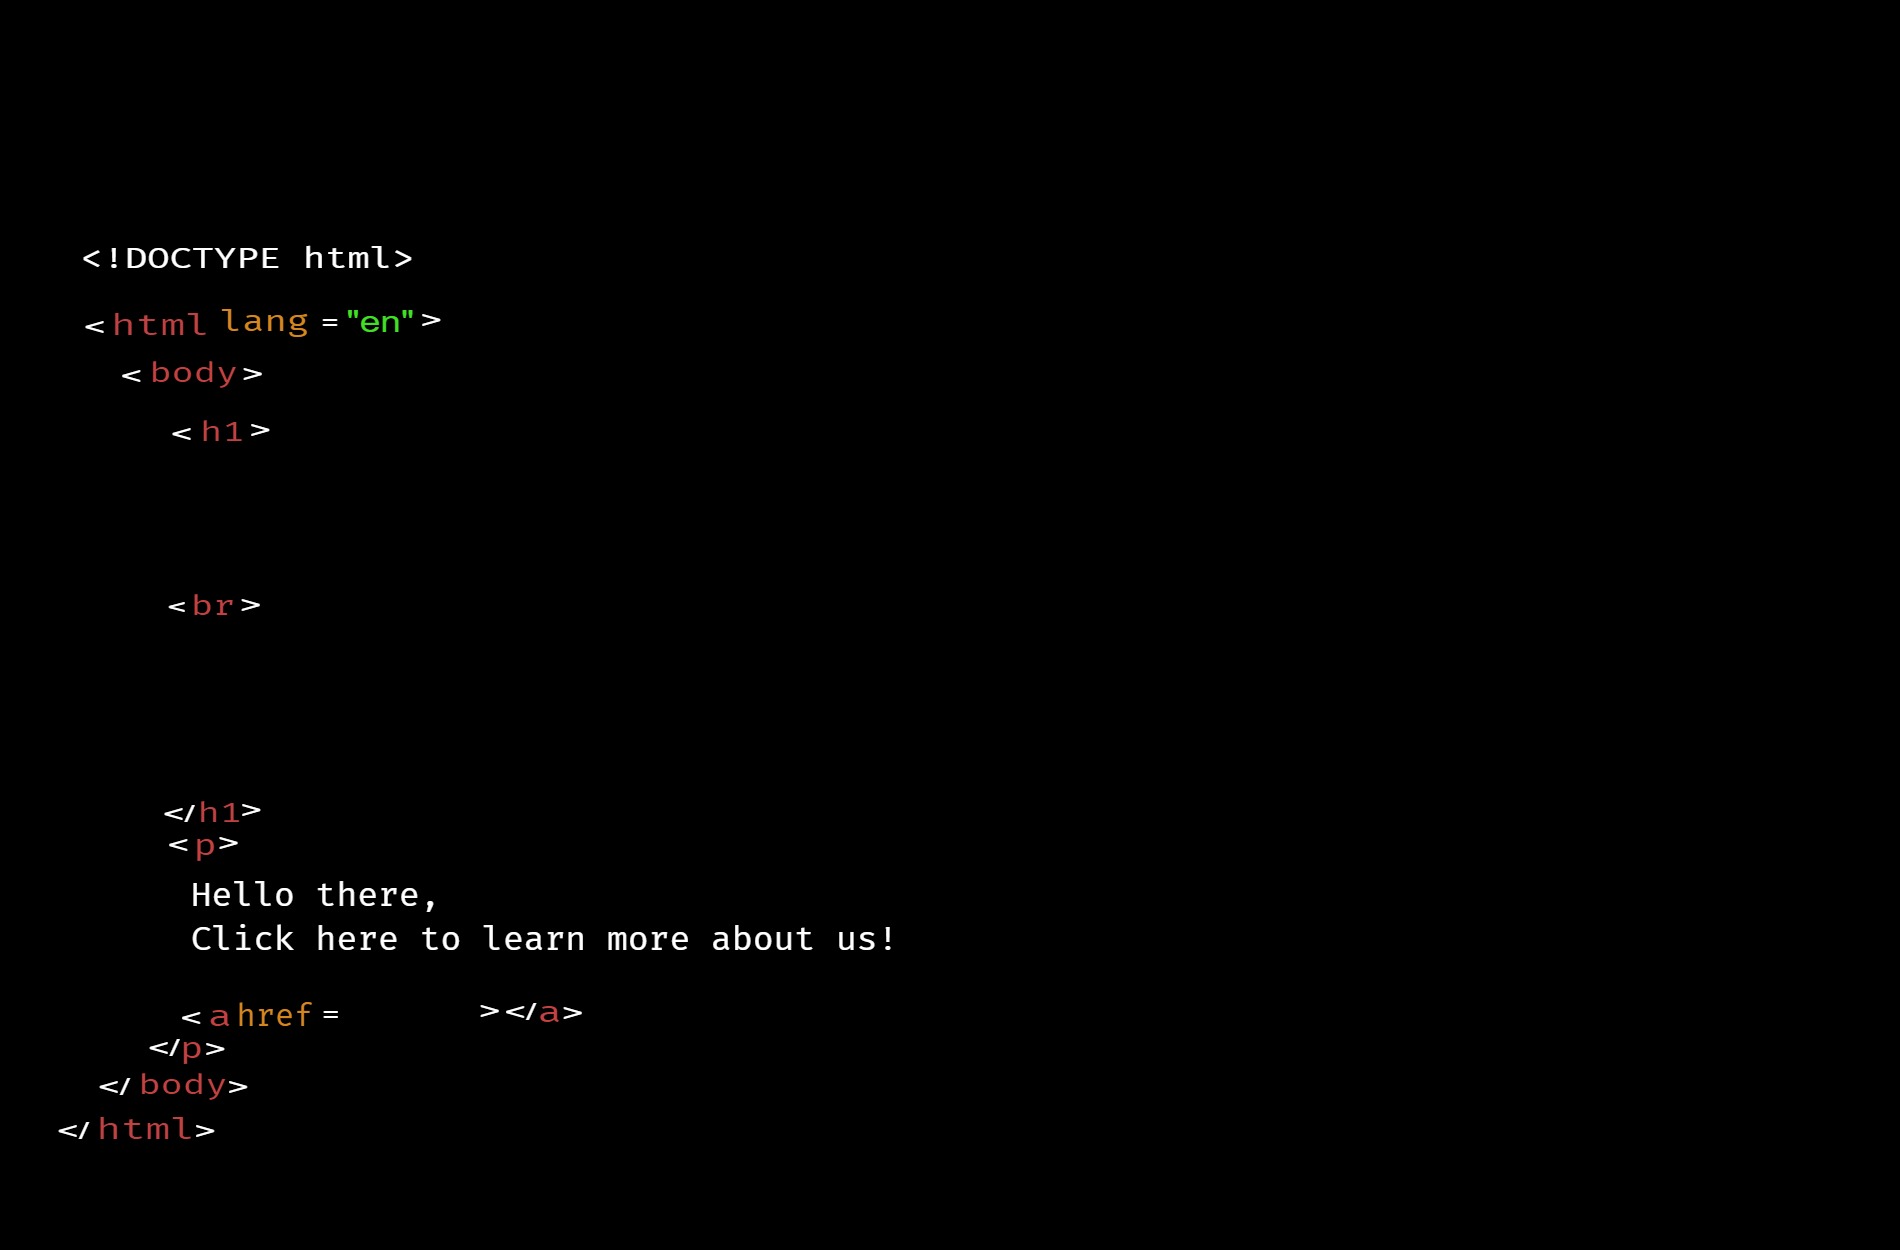 <!DOCTYPE html>
<html lang="en">
<body>
<h1>
<br>
</h1>
<p>
Hello there,
Click here to learn more about us!
<a href= ></a>
</p>
</body>
</html>